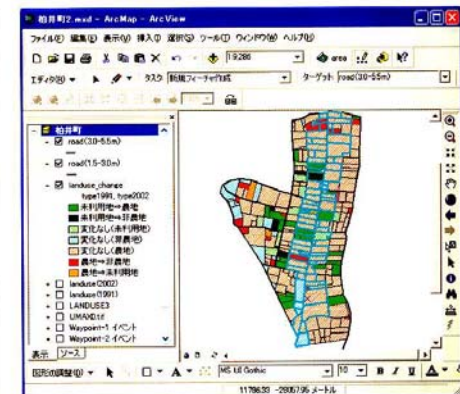 柏井町2.mxd - ArcMap - ArcView
ファイル(F) 編集(E) 表示(V) 挿入(I) 選択(S) ツール(T) ウィンドウ(W) ヘルプ(H)
1:9,286
area
エディタ(R)
タスク 新規フィーチャ作成
ターゲット road(3.0-5.5m)
柏井町
road(3.0-5.5m)
road(1.5-3.0m)
landuse_change
type1991, type2002
未利用地⇒農地
未利用地⇒非農地
変化なし(未利用地)
変化なし(非農地)
変化なし(農地)
農地⇒非農地
農地⇒未利用地
landuse(2002)
landuse(1991)
LANDUSE3
UMAXD.tif
Waypoint-1 イベント
Waypoint-2 イベント
表示 ソース
図形の調整(D)
MS UI Gothic
10
B I U A